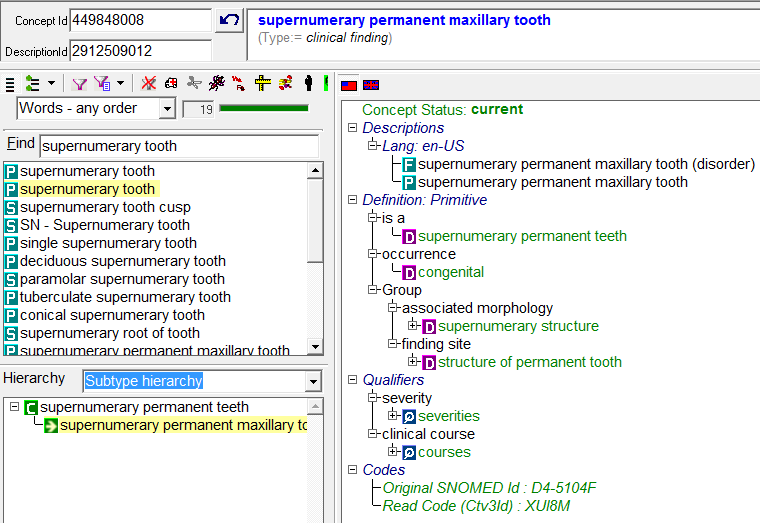 Concept Id 449848008
DescriptionId 2912509012
supernumerary permanent maxillary tooth
(Type:= clinical finding)
Words - any order 19
Find supernumerary tooth
P supernumerary tooth
P supernumerary tooth
S supernumerary tooth cusp
S SN - Supernumerary tooth
P single supernumerary tooth
P deciduous supernumerary tooth
S paramolar supernumerary tooth
P tuberculate supernumerary tooth
P conical supernumerary tooth
S supernumerary root of tooth
P supernumerary permanent maxillary tooth
Hierarchy Subtype hierarchy
C supernumerary permanent teeth
supernumerary permanent maxillary to
Concept Status: current
Descriptions
Lang: en-US
F supernumerary permanent maxillary tooth (disorder)
P supernumerary permanent maxillary tooth
Definition: Primitive
is a
D supernumerary permanent teeth
occurrence
D congenital
Group
associated morphology
D supernumerary structure
finding site
D structure of permanent tooth
Qualifiers
severity
severities
clinical course
courses
Codes
Original SNOMED Id : D4-5104F
Read Code (Ctv3Id) : XUI8M